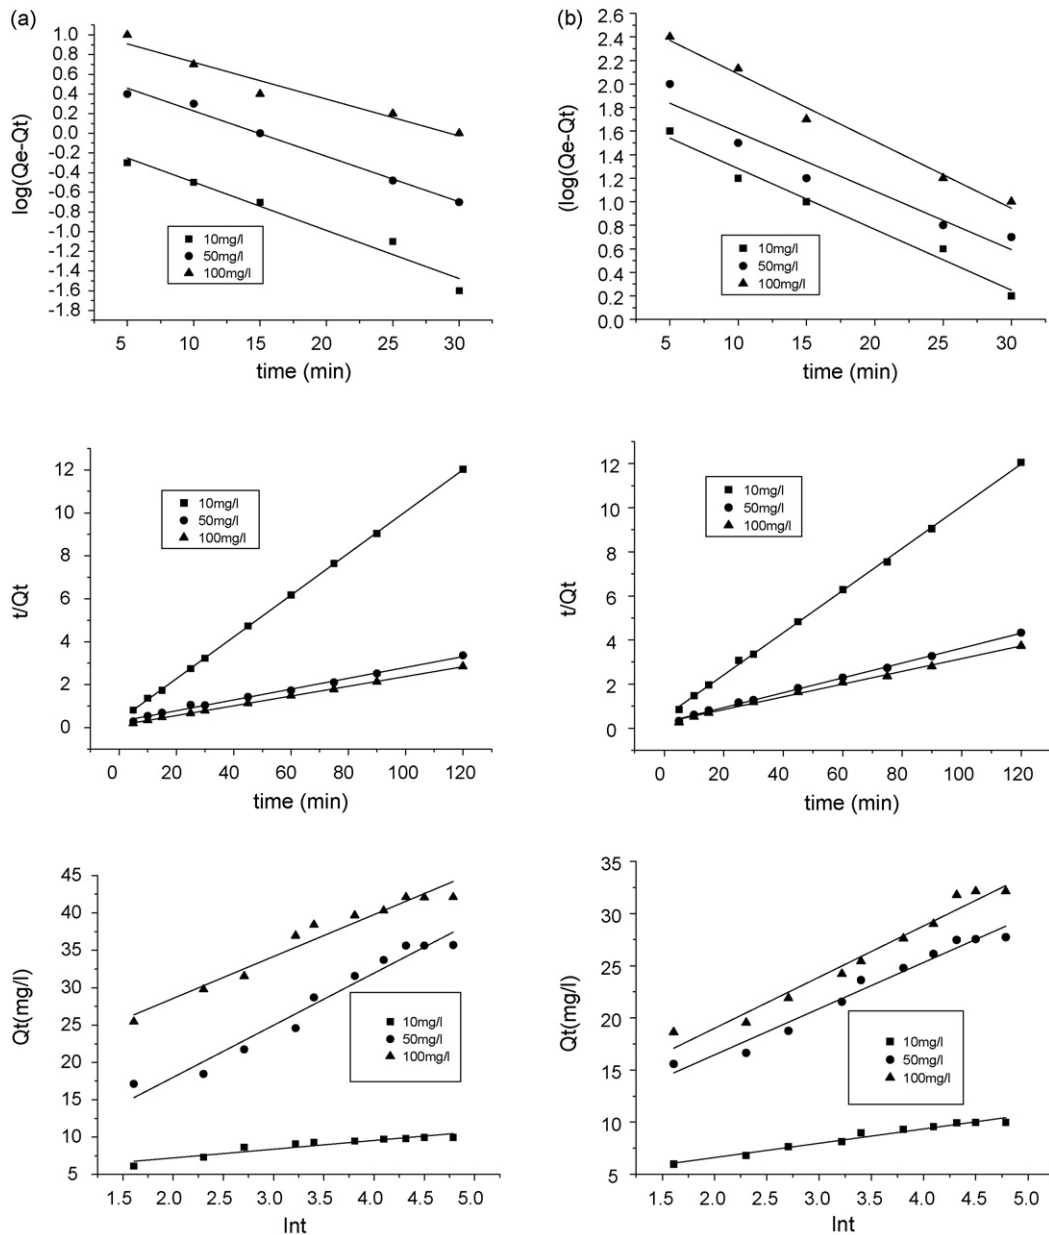 (a)
1.0
0.8
0.6
0.4
0.2
0.0
-0.2
-0.4
-0.6
-0.8
-1.0
-1.2
-1.4
-1.6
-1.8
log(Qe-Qt)
10mg/l
50mg/l
100mg/l
5 10 15 20 25 30
time (min)
(b)
2.6
2.4
2.2
2.0
1.8
1.6
1.4
1.2
1.0
0.8
0.6
0.4
0.2
0.0
(log(Qe-Qt)
10mg/l
50mg/l
100mg/l
5 10 15 20 25 30
time (min)
12
10
8
6
4
2
0
t/Qt
10mg/l
50mg/l
100mg/l
0 20 40 60 80 100 120
time (min)
12
10
8
6
4
2
0
t/Qt
10mg/l
50mg/l
100mg/l
0 20 40 60 80 100 120
time (min)
45
40
35
30
25
20
15
10
5
Qt(mg/l)
10mg/l
50mg/l
100mg/l
1.5 2.0 2.5 3.0 3.5 4.0 4.5 5.0
lnt
35
30
25
20
15
10
5
Qt(mg/l)
10mg/l
50mg/l
100mg/l
1.5 2.0 2.5 3.0 3.5 4.0 4.5 5.0
lnt